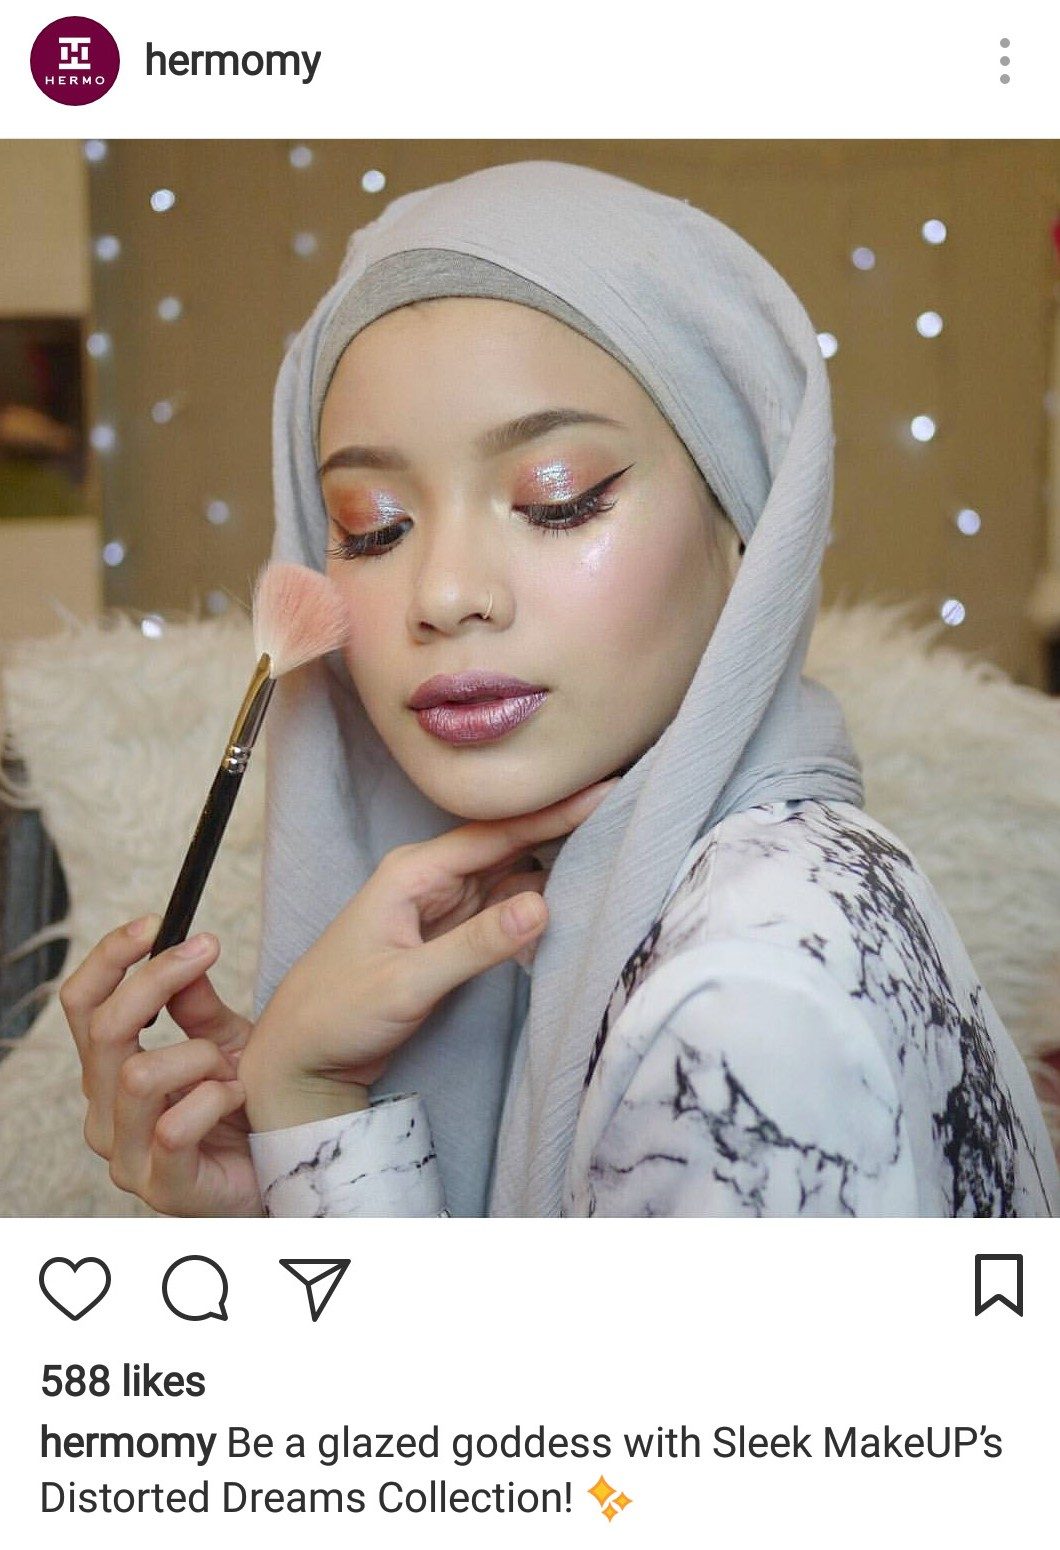 HERMO
hermomy
588 likes
hermomy Be a glazed goddess with Sleek MakeUP’s
Distorted Dreams Collection! ✨